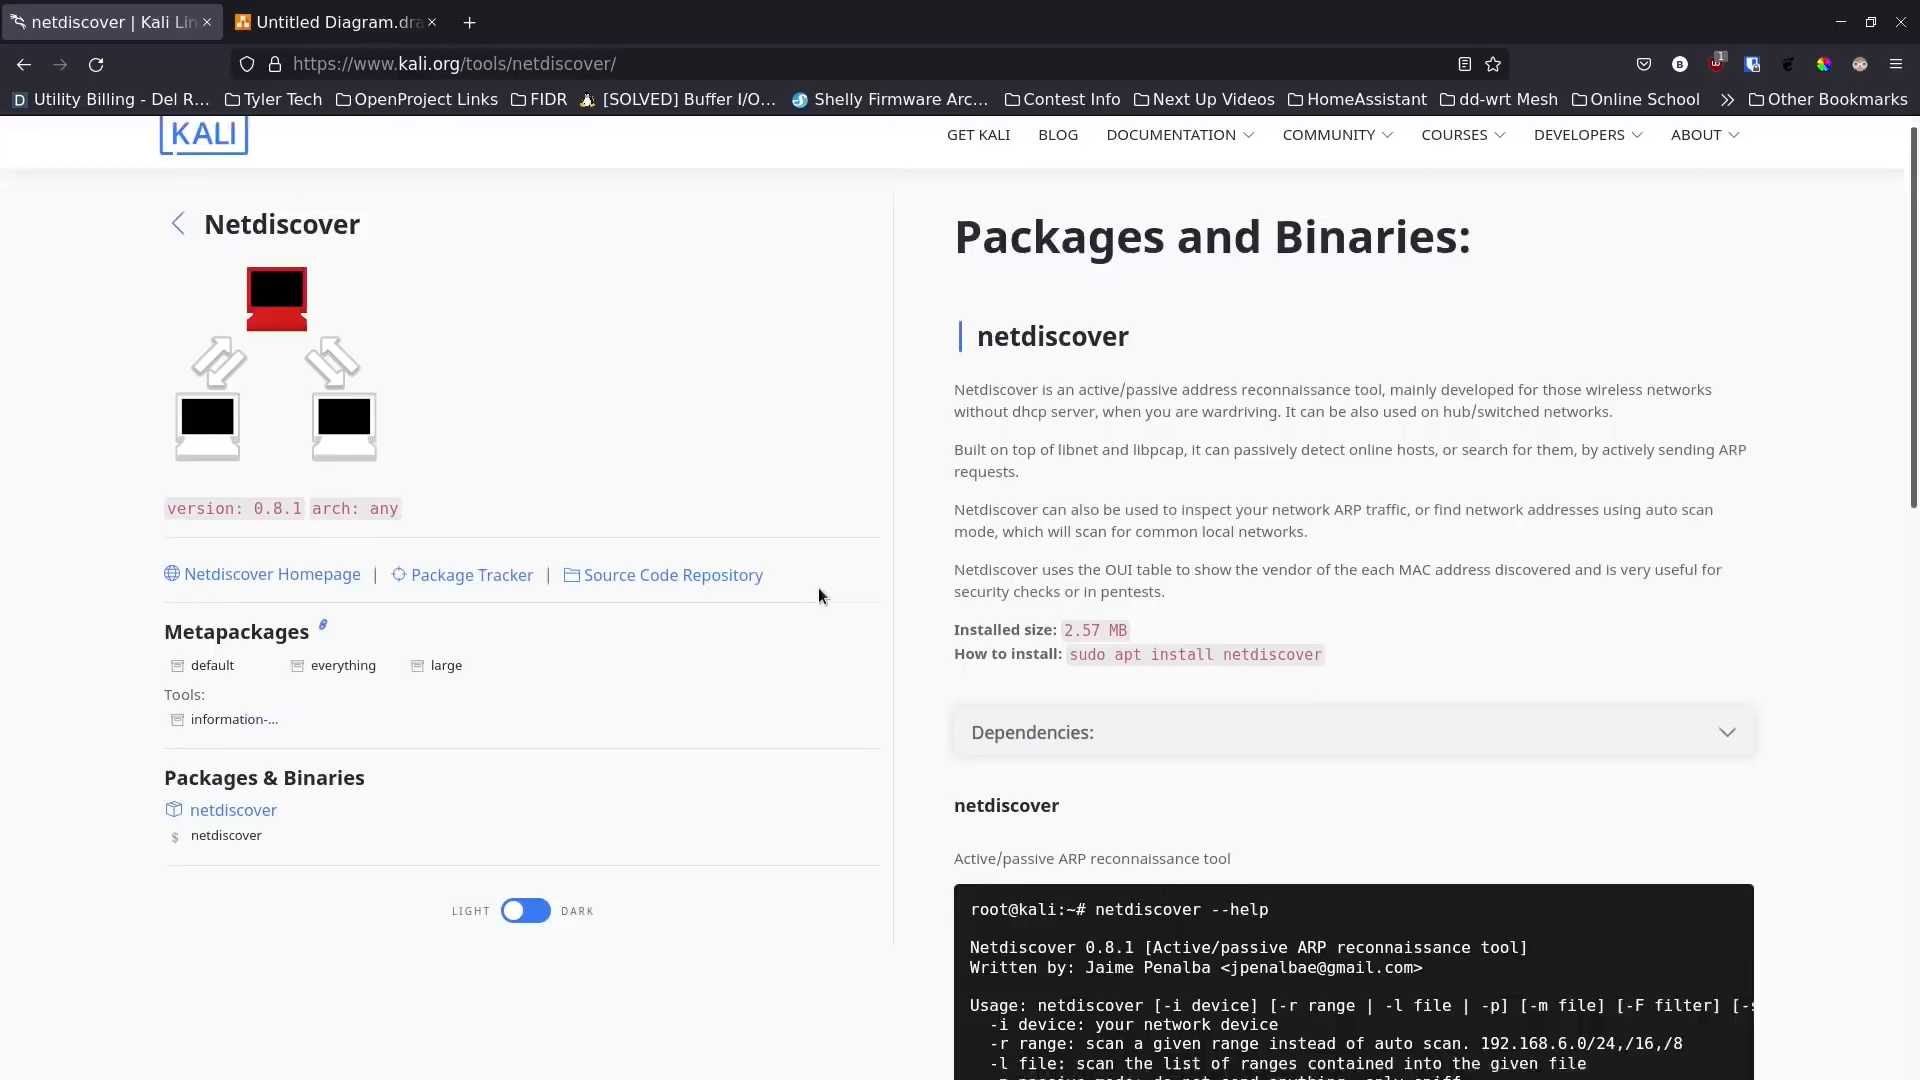 netdiscover | Kali Lin
Untitled Diagram.dra
https://www.kali.org/tools/netdiscover/
1
B
D Utility Billing - Del R...
Tyler Tech
OpenProject Links
FIDR
[SOLVED] Buffer I/O...
Shelly Firmware Arc...
Contest Info
Next Up Videos
HomeAssistant
dd-wrt Mesh
Online School
Other Bookmarks
KALI
GET KALI
BLOG
DOCUMENTATION
COMMUNITY
COURSES
DEVELOPERS
ABOUT
Netdiscover
version: 0.8.1 arch: any
Netdiscover Homepage | Package Tracker | Source Code Repository
Metapackages
default
everything
large
Tools:
information-...
Packages & Binaries
netdiscover
$ netdiscover
LIGHT
DARK
Packages and Binaries:
netdiscover
Netdiscover is an active/passive address reconnaissance tool, mainly developed for those wireless networks
without dhcp server, when you are wardriving. It can be also used on hub/switched networks.
Built on top of libnet and libpcap, it can passively detect online hosts, or search for them, by actively sending ARP
requests.
Netdiscover can also be used to inspect your network ARP traffic, or find network addresses using auto scan
mode, which will scan for common local networks.
Netdiscover uses the OUI table to show the vendor of the each MAC address discovered and is very useful for
security checks or in pentests.
Installed size: 2.57 MB
How to install: sudo apt install netdiscover
Dependencies:
netdiscover
Active/passive ARP reconnaissance tool
root@kali:~# netdiscover --help
Netdiscover 0.8.1 [Active/passive ARP reconnaissance tool]
Written by: Jaime Penalba <jpenalbae@gmail.com>
Usage: netdiscover [-i device] [-r range | -l file | -p] [-m file] [-F filter] [-s
-i device: your network device
-r range: scan a given range instead of auto scan. 192.168.6.0/24,/16,/8
-l file: scan the list of ranges contained into the given file
-p passive mode: do not send anything, only sniff